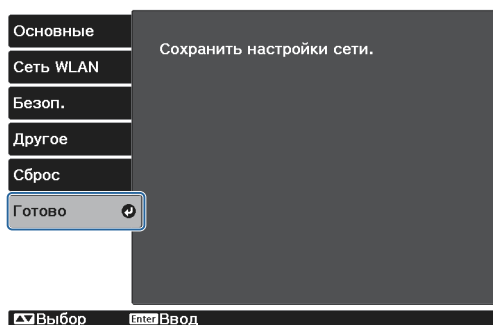 Основные
Сеть WLAN
Безоп.
Другое
Сброс
Готово
Сохранить настройки сети.
Выбор Enter Ввод